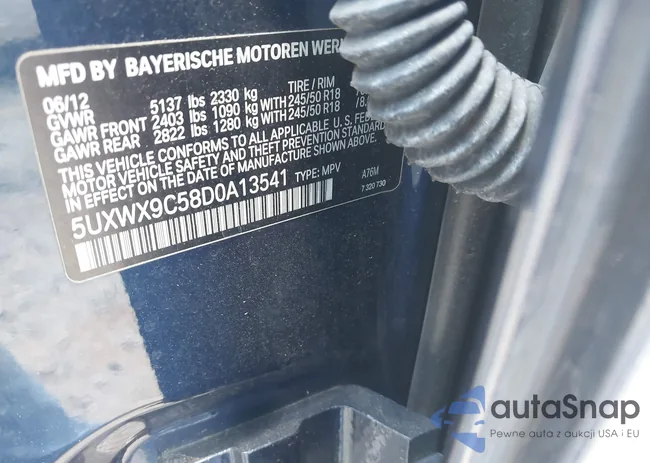 MFD BY BAYERISCHE MOTOREN WER
06/12 5137 lbs 2330 kg TIRE / RIM
GVWR
GAWR FRONT 2403 lbs 1090 kg WITH 245/50 R18
GAWR REAR 2822 lbs 1280 kg WITH 245/50 R18 /8.
THIS VEHICLE CONFORMS TO ALL APPLICABLE U. S. FED
MOTOR VEHICLE SAFETY AND THEFT PREVENTION STANDAR
IN EFFECT ON THE DATE OF MANUFACTURE SHOWN ABOVE.
5UXWX9C58D0A13541 TYPE: MPV A76M
7 320 730
autaSnap
Pewne auta z aukcji USA i EU